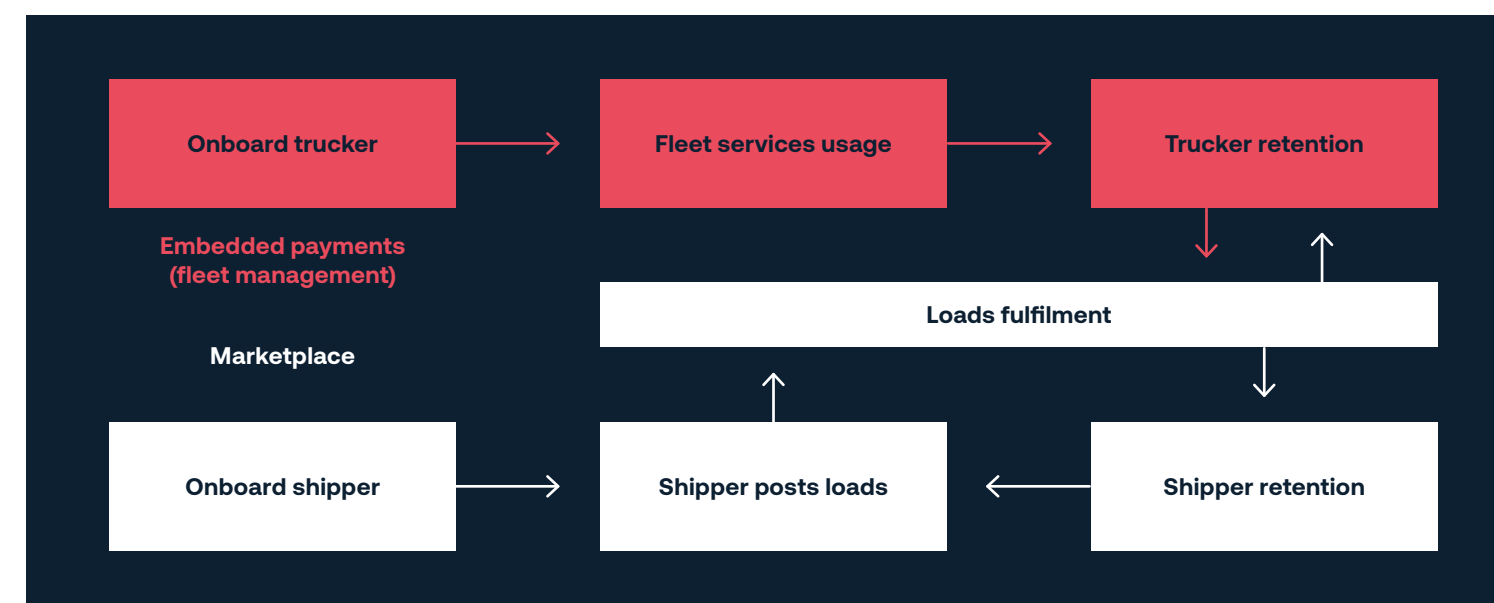 Onboard trucker
Fleet services usage
Trucker retention
Embedded payments
(fleet management)
Loads fulfilment
Marketplace
Onboard shipper
Shipper posts loads
Shipper retention